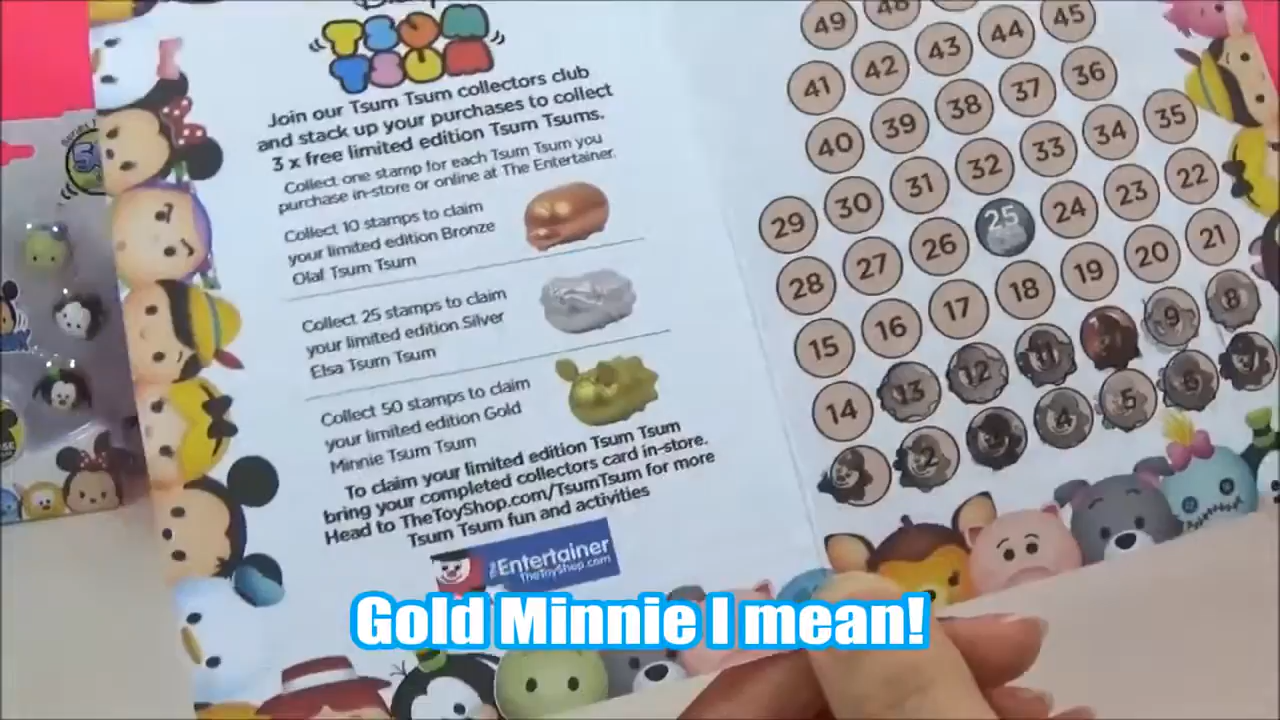 TSUM
TSUM
Join our Tsum Tsum collectors club
and stack up your purchases to collect
3 x free limited edition Tsum Tsums.
Collect one stamp for each Tsum Tsum you
purchase in-store or online at The Entertainer.
Collect 10 stamps to claim
your limited edition Bronze
Olaf Tsum Tsum
Collect 25 stamps to claim
your limited edition Silver
Elsa Tsum Tsum
Collect 50 stamps to claim
your limited edition Gold
Minnie Tsum Tsum
To claim your limited edition Tsum Tsum
bring your completed collectors card in-store.
Head to TheToyShop.com/TsumTsum for more
Tsum Tsum fun and activities
The Entertainer
TheToyShop.com
49 48
41 42 43 44 45
40 39 38 37 36
29 30 31 32 33 34 35
28 27 26 25 24 23 22
15 16 17 18 19 20 21
14 13 12 11 9 8
2 4 5 6
Gold Minnie I mean!